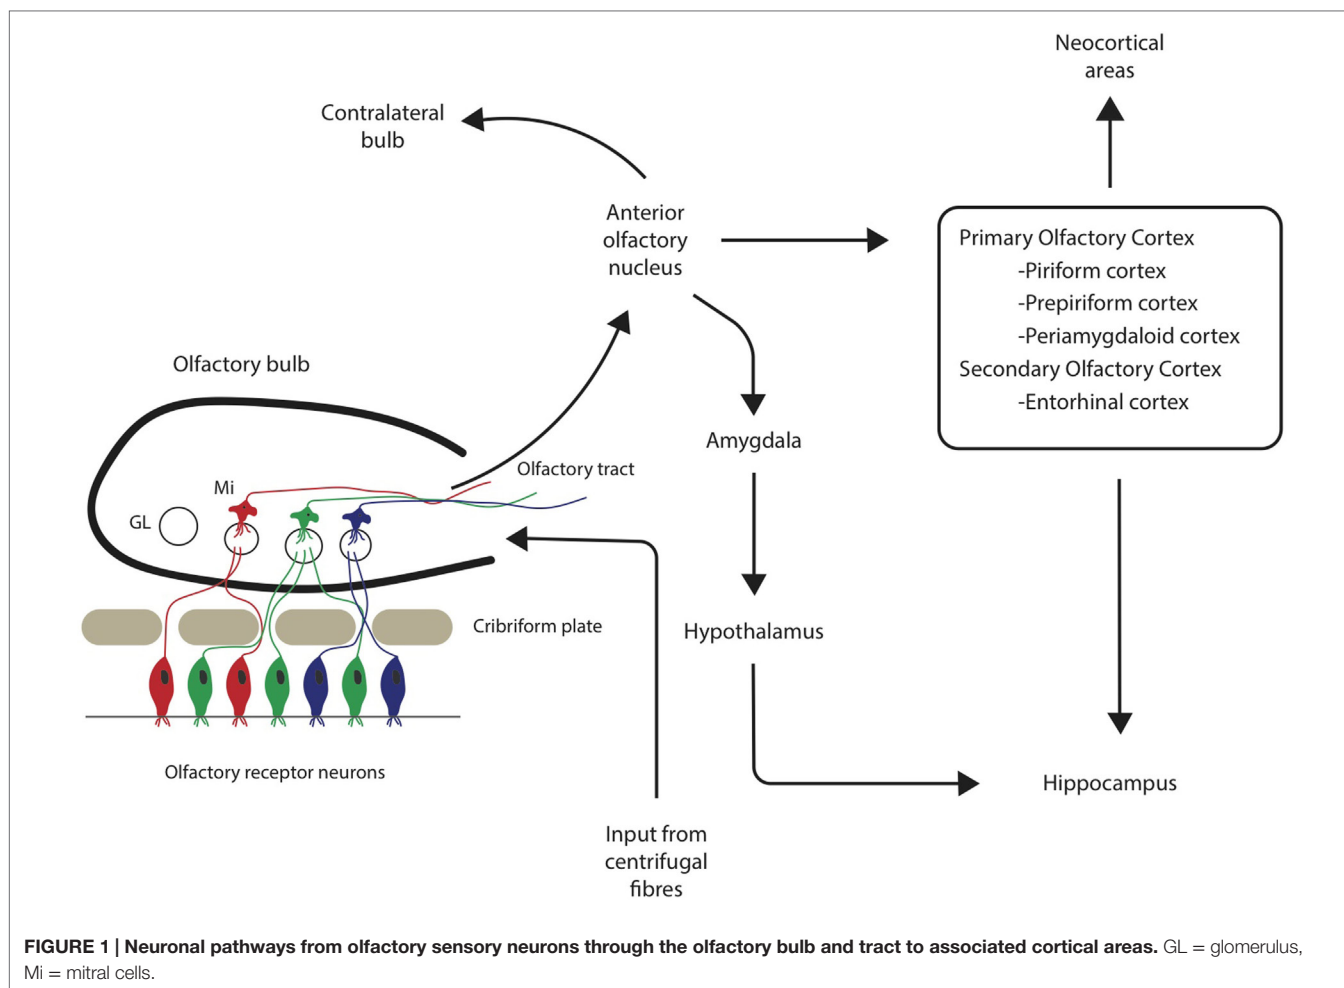 Neocortical
areas
Contralateral
bulb
Anterior
olfactory
nucleus
Primary Olfactory Cortex
-Piriform cortex
-Prepiriform cortex
-Periamygdaloid cortex
Secondary Olfactory Cortex
-Entorhinal cortex
Olfactory bulb
Amygdala
Olfactory tract
Mi
GL
Cribriform plate
Hypothalamus
Olfactory receptor neurons
Hippocampus
Input from
centrifugal
fibres
FIGURE 1 | Neuronal pathways from olfactory sensory neurons through the olfactory bulb and tract to associated cortical areas. GL = glomerulus,
Mi = mitral cells.